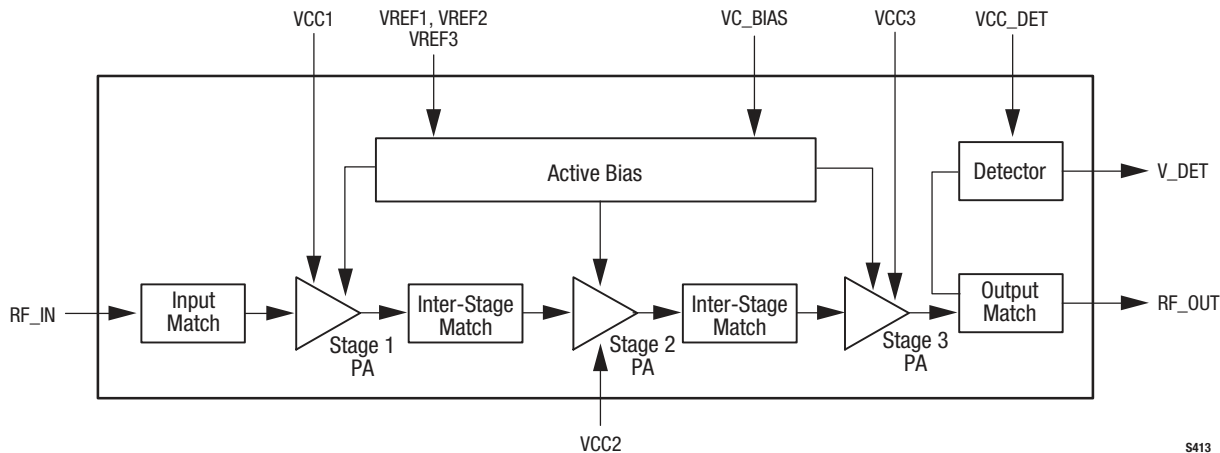 VCC1
VREF1, VREF2
VREF3
VC_BIAS
VCC3
VCC_DET
Active Bias
Detector
V_DET
RF_IN
Input
Match
Stage 1
PA
Inter-Stage
Match
Stage 2
PA
Inter-Stage
Match
Stage 3
PA
Output
Match
RF_OUT
VCC2
S413